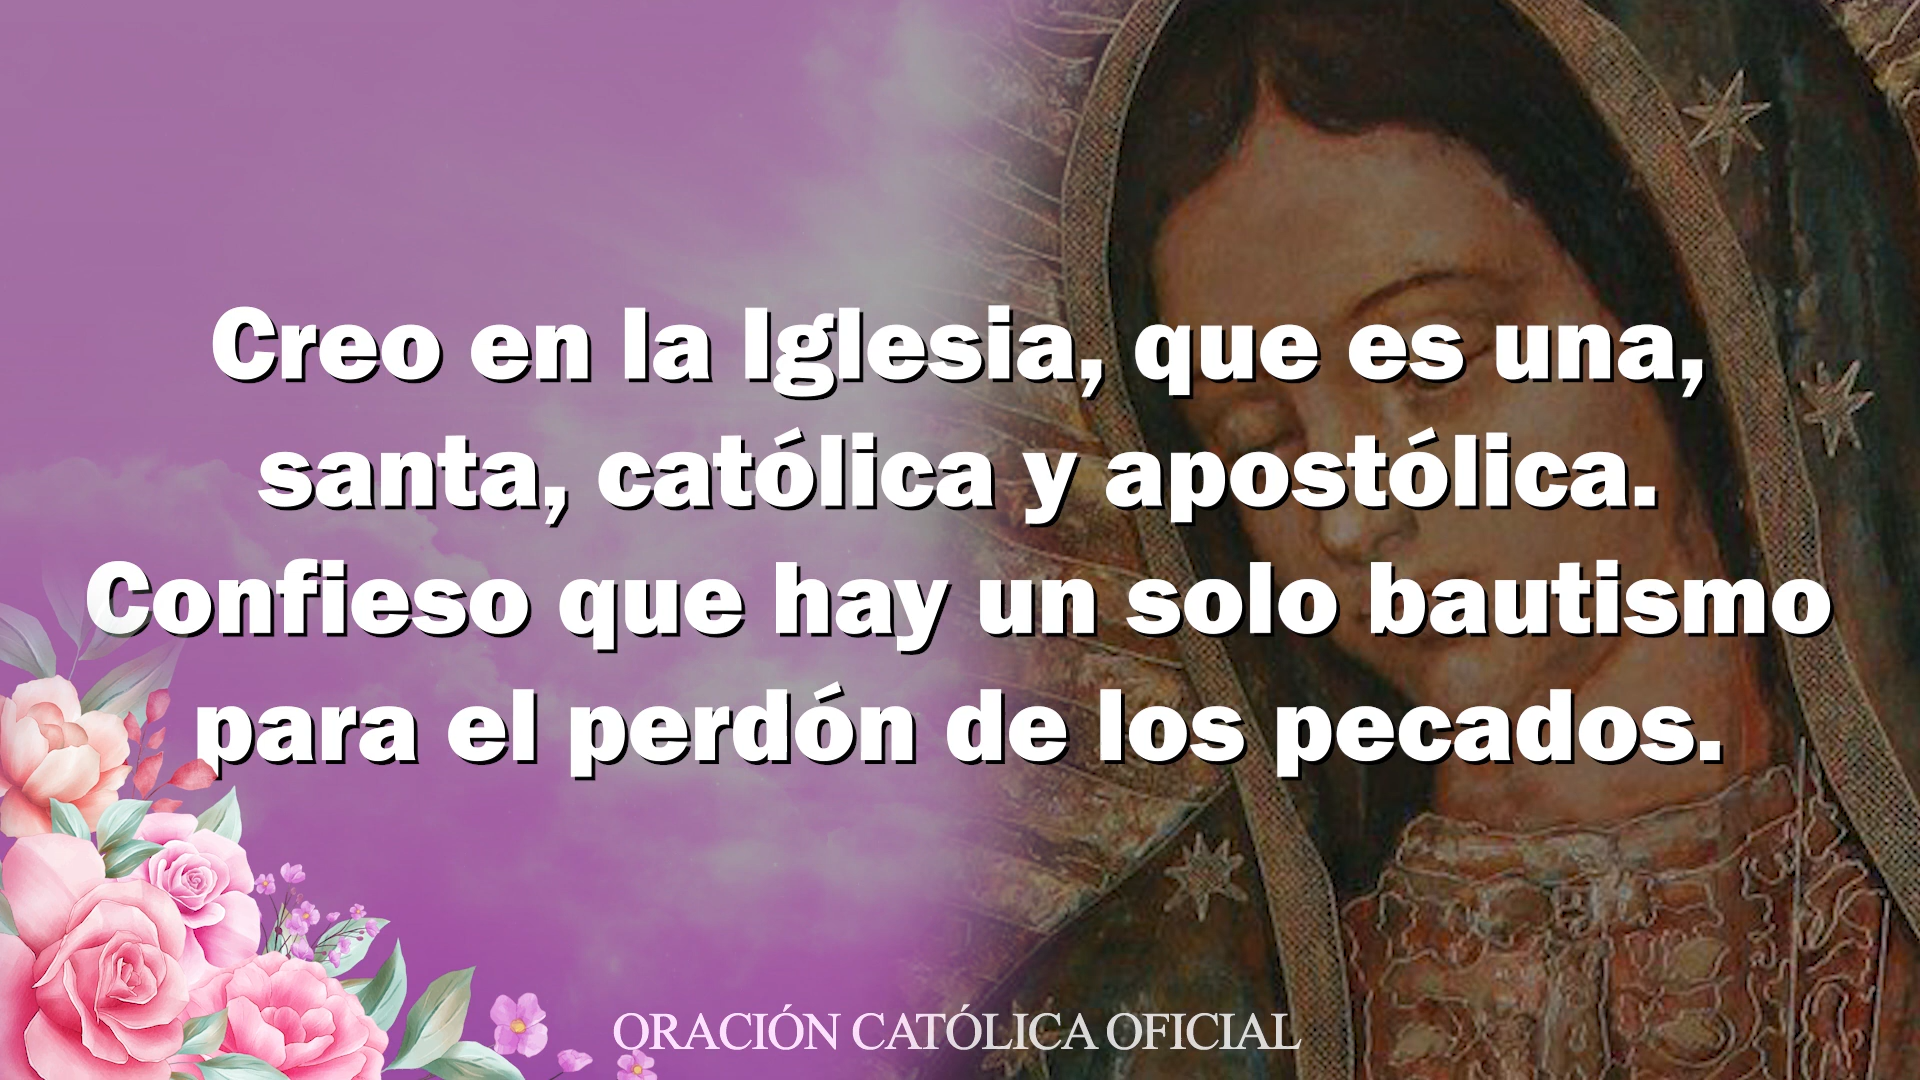 Creo en la Iglesia, que es una,
santa, católica y apostólica.
Confieso que hay un solo bautismo
para el perdón de los pecados.
ORACIÓN CATÓLICA OFICIAL